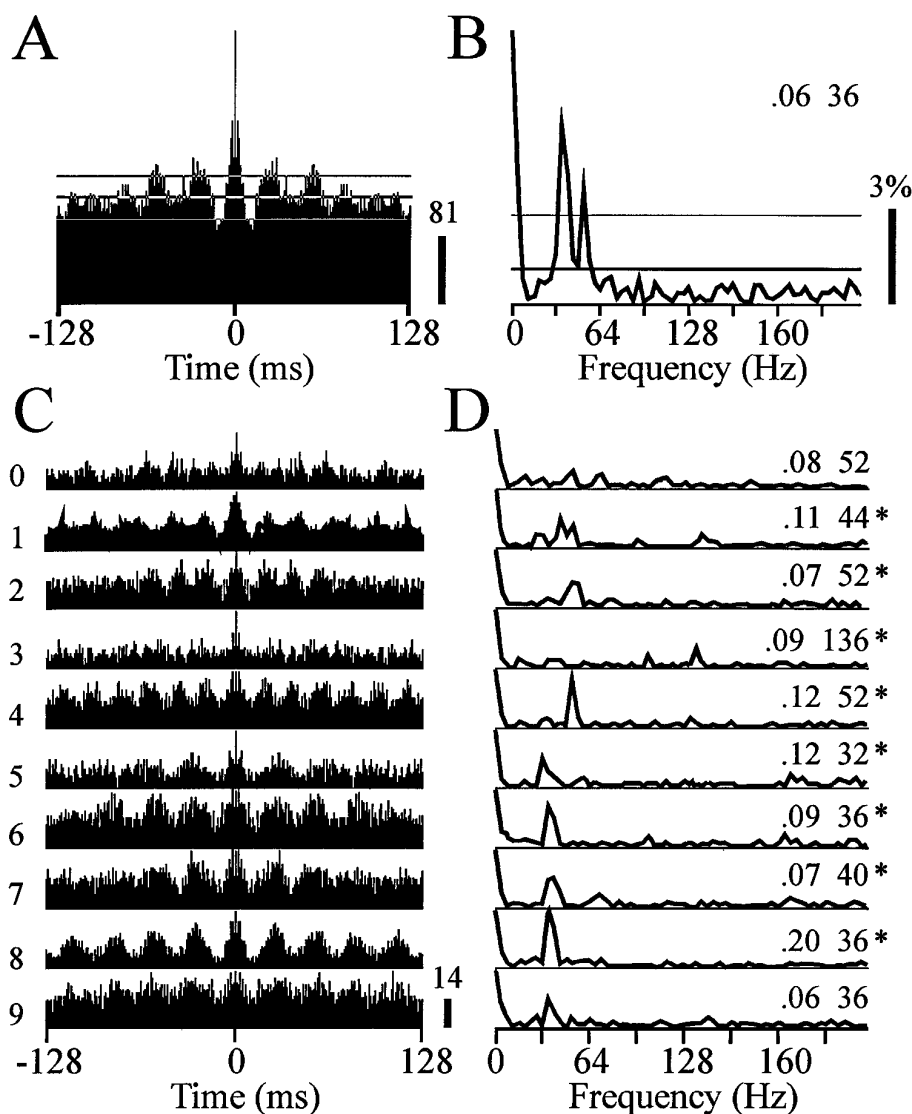 A
81
-128 0 128
Time (ms)
B
.06 36
3%
0 64 128 160
Frequency (Hz)
C
0
1
2
3
4
5
6
7
8
9
14
-128 0 128
Time (ms)
D
.08 52
.11 44*
.07 52*
.09 136*
.12 52*
.12 32*
.09 36*
.07 40*
.20 36*
.06 36
0 64 128 160
Frequency (Hz)